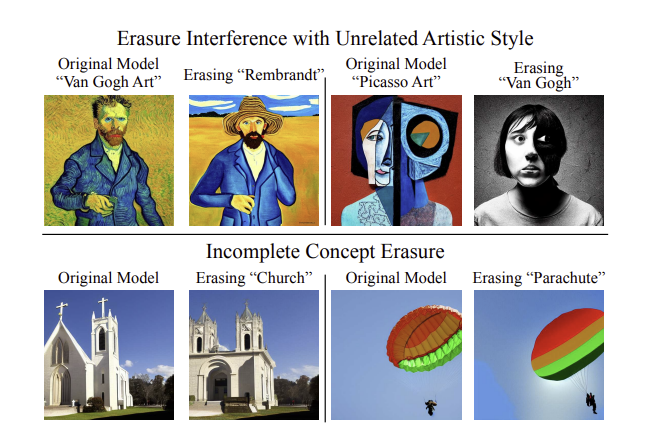 Erasure Interference with Unrelated Artistic Style
Original Model
“Van Gogh Art”
Erasing “Rembrandt”
Original Model
“Picasso Art”
Erasing
“Van Gogh”
Incomplete Concept Erasure
Original Model
Erasing “Church”
Original Model
Erasing “Parachute”